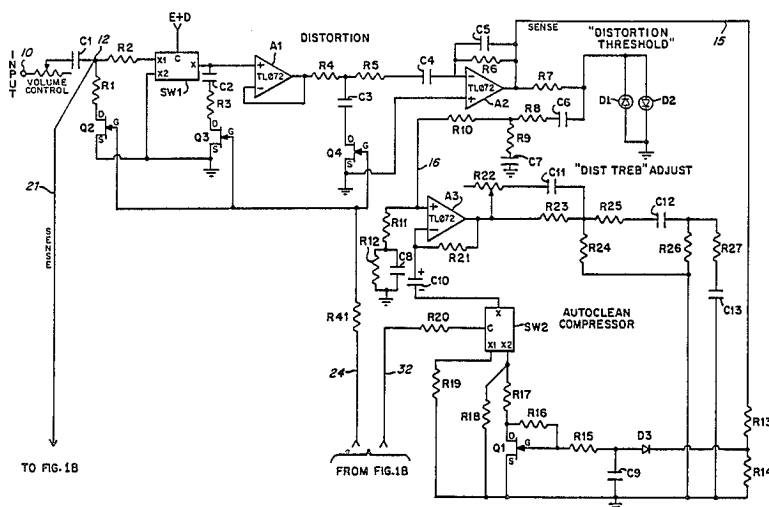 E+D
DISTORTION
SENSE
15
"DISTORTION THRESHOLD"
INPUT
10
VOLUME CONTROL
C1
12
R2
X1
C
X
X2
SW1
A1
TL072
R4
R5
C4
C5
R6
TL072
A2
R7
D1
D2
R1
C2
R3
C3
R10
R8
C6
R9
C7
Q2
D
G
S
Q3
D
G
S
Q4
D
G
S
16
"DIST TREB" ADJUST
21
SENSE
A3
TL072
R22
C11
R23
R25
C12
R11
R12
C8
C10
R21
R24
R26
R27
C13
AUTOCLEAN COMPRESSOR
R41
R20
X
C
X1
X2
SW2
24
32
R19
R18
R17
R16
R15
D3
R13
R14
Q1
D
G
S
C9
TO FIG.1B
FROM FIG.1B